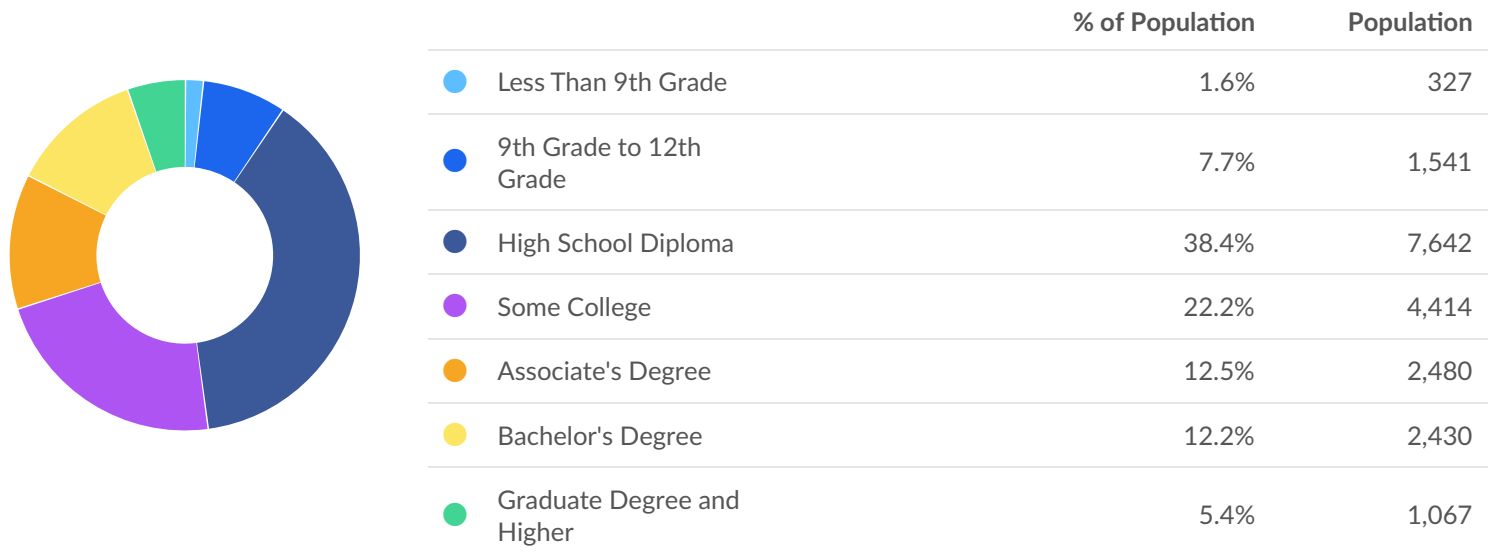 % of Population Population
Less Than 9th Grade 1.6% 327
9th Grade to 12th
Grade 7.7% 1,541
High School Diploma 38.4% 7,642
Some College 22.2% 4,414
Associate's Degree 12.5% 2,480
Bachelor's Degree 12.2% 2,430
Graduate Degree and
Higher 5.4% 1,067